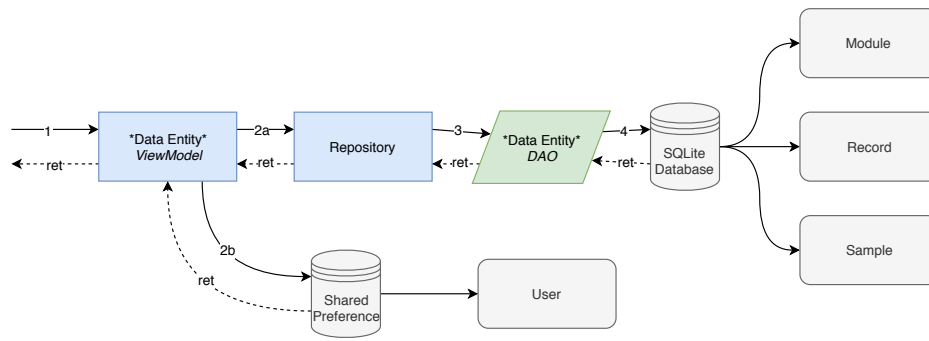 Module
1
*Data Entity*
ViewModel
2a
Repository
3
*Data Entity*
DAO
4
SQLite
Database
Record
ret
ret
ret
ret
2b
Sample
ret
Shared
Preference
User